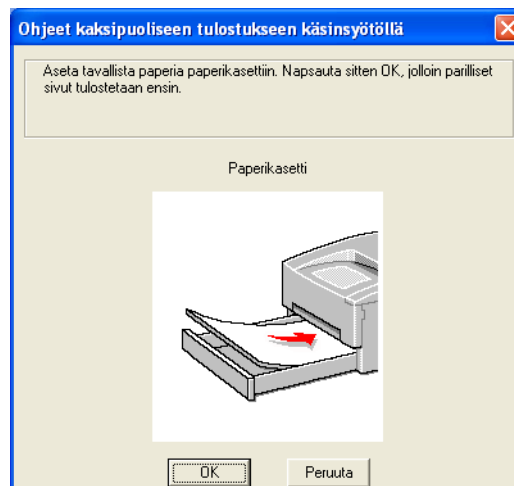 Ohjeet kaksipuoliseen tulostukseen käsinsyötöllä
Aseta tavallista paperia paperikasettiin. Napsauta sitten OK, jolloin parilliset
sivut tulostetaan ensin.
Paperikasetti
OK
Peruuta